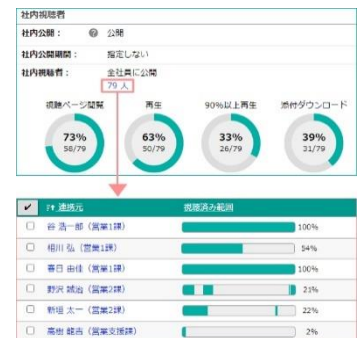 社内視聴者
社内公開： ? 公開
社内公開期間： 指定しない
社内視聴者： 全社員に公開
79 人
視聴ページ閲覧 再生 90%以上再生 添付ダウンロード
73% 63% 33% 39%
58/79 50/79 26/79 31/79
連携元 視聴済み範囲
谷 浩一郎（営業1課） 100%
相川 弘（営業1課） 54%
春日 由佳（営業1課） 100%
野沢 誠治（営業2課） 21%
新垣 太一（営業2課） 22%
高樹 龍吉（営業支援課） 2%